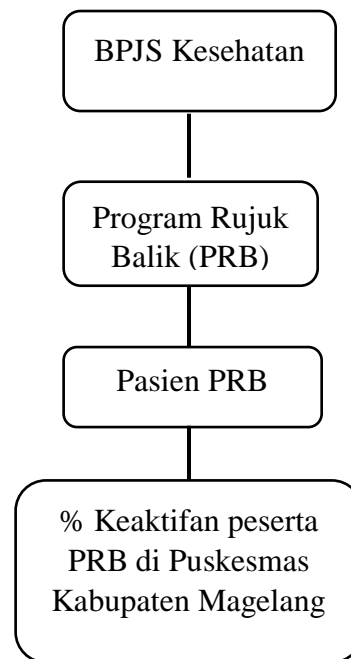 BPJS Kesehatan
Program Rujuk
Balik (PRB)
Pasien PRB
% Keaktifan peserta
PRB di Puskesmas
Kabupaten Magelang